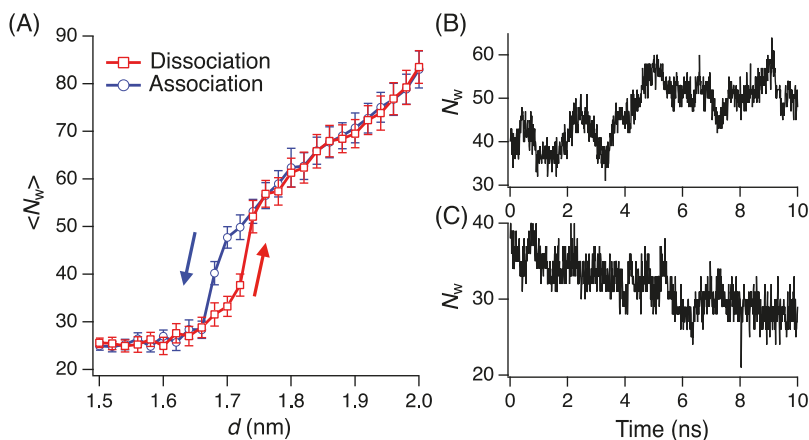 (A)
90
80
70
60
50
40
30
20
<Nw>
Dissociation
Association
1.5 1.6 1.7 1.8 1.9 2.0
d (nm)
(B)
60
50
40
30
Nw
0 2 4 6 8 10
(C)
40
30
20
Nw
0 2 4 6 8 10
Time (ns)